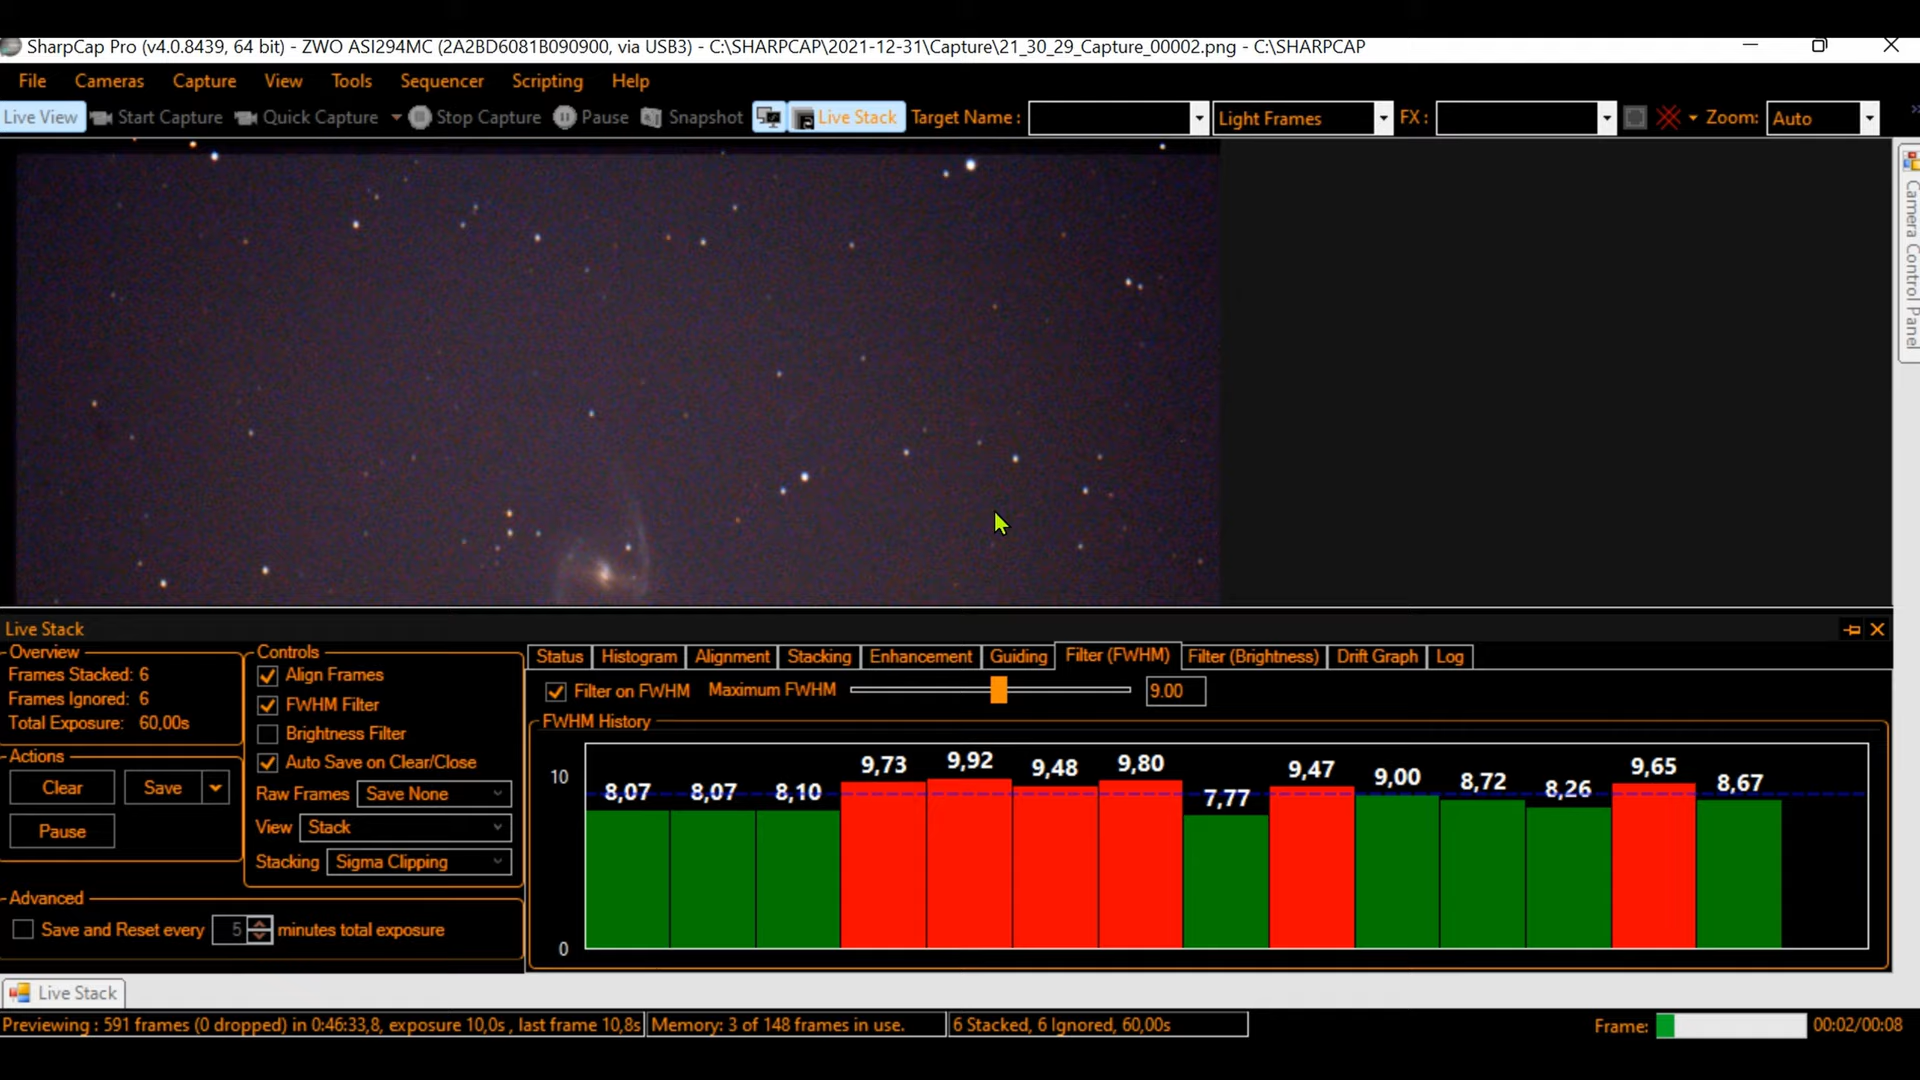 SharpCap Pro (v4.0.8439, 64 bit) - ZWO ASI294MC (2A2BD6081B090900, via USB3) - C:\SHARPCAP\2021-12-31\Capture\21_30_29_Capture_00002.png - C:\SHARPCAP
File Cameras Capture View Tools Sequencer Scripting Help
Live View Start Capture Quick Capture Stop Capture Pause Snapshot Live Stack Target Name : Light Frames FX : Zoom: Auto
Camera Control Panel
Live Stack
Overview
Frames Stacked: 6
Frames Ignored: 6
Total Exposure: 60,00s
Actions
Clear Save
Pause
Controls
Align Frames
FWHM Filter
Brightness Filter
Auto Save on Clear/Close
Raw Frames Save None
View Stack
Stacking Sigma Clipping
Advanced
Save and Reset every 5 minutes total exposure
Status Histogram Alignment Stacking Enhancement Guiding Filter (FWHM) Filter (Brightness) Drift Graph Log
Filter on FWHM Maximum FWHM 9.00
FWHM History
10
8,07 8,07 8,10 9,73 9,92 9,48 9,80 7,77 9,47 9,00 8,72 8,26 9,65 8,67
0
Live Stack
Previewing : 591 frames (0 dropped) in 0:46:33,8, exposure 10,0s , last frame 10,8s Memory: 3 of 148 frames in use. 6 Stacked, 6 Ignored, 60,00s Frame: 00:02/00:08